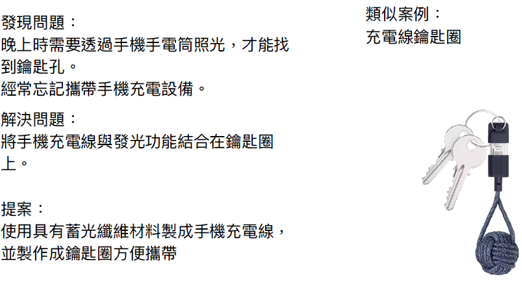 發現問題：
晚上時需要透過手機手電筒照光，才能找
到鑰匙孔。
經常忘記攜帶手機充電設備。
解決問題：
將手機充電線與發光功能結合在鑰匙圈
上。
提案：
使用具有蓄光纖維材料製成手機充電線，
並製作成鑰匙圈方便攜帶
類似案例：
充電線鑰匙圈